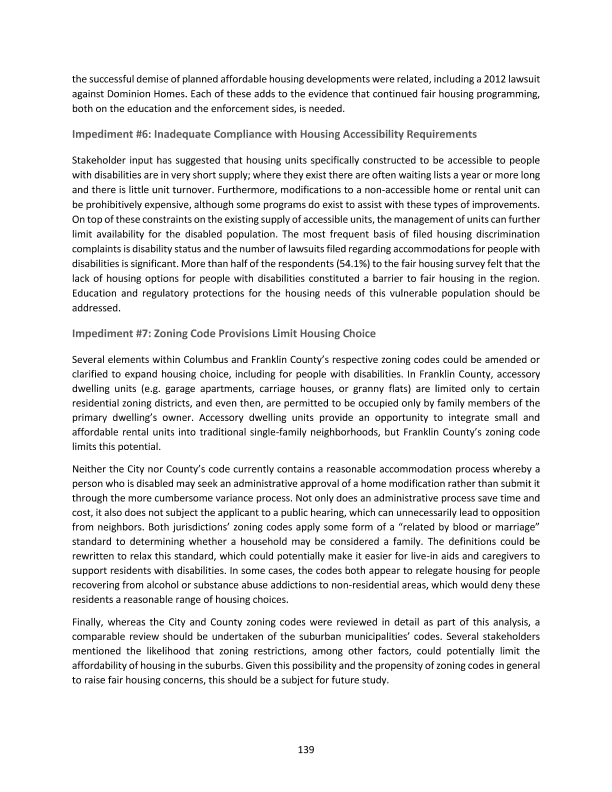 the successful demise of planned affordable housing developments were related, including a 2012 lawsuit
against Dominion Homes. Each of these adds to the evidence that continued fair housing programming,
both on the education and the enforcement sides, is needed.
Impediment #6: Inadequate Compliance with Housing Accessibility Requirements
Stakeholder input has suggested that housing units specifically constructed to be accessible to people
with disabilities are in very short supply; where they exist there are often waiting lists a year or more long
and there is little unit turnover. Furthermore, modifications to a non-accessible home or rental unit can
be prohibitively expensive, although some programs do exist to assist with these types of improvements.
On top of these constraints on the existing supply of accessible units, the management of units can further
limit availability for the disabled population. The most frequent basis of filed housing discrimination
complaints is disability status and the number of lawsuits filed regarding accommodations for people with
disabilities is significant. More than half of the respondents (54.1%) to the fair housing survey felt that the
lack of housing options for people with disabilities constituted a barrier to fair housing in the region.
Education and regulatory protections for the housing needs of this vulnerable population should be
addressed.
Impediment #7: Zoning Code Provisions Limit Housing Choice
Several elements within Columbus and Franklin County’s respective zoning codes could be amended or
clarified to expand housing choice, including for people with disabilities. In Franklin County, accessory
dwelling units (e.g. garage apartments, carriage houses, or granny flats) are limited only to certain
residential zoning districts, and even then, are permitted to be occupied only by family members of the
primary dwelling’s owner. Accessory dwelling units provide an opportunity to integrate small and
affordable rental units into traditional single-family neighborhoods, but Franklin County’s zoning code
limits this potential.
Neither the City nor County’s code currently contains a reasonable accommodation process whereby a
person who is disabled may seek an administrative approval of a home modification rather than submit it
through the more cumbersome variance process. Not only does an administrative process save time and
cost, it also does not subject the applicant to a public hearing, which can unnecessarily lead to opposition
from neighbors. Both jurisdictions’ zoning codes apply some form of a “related by blood or marriage”
standard to determining whether a household may be considered a family. The definitions could be
rewritten to relax this standard, which could potentially make it easier for live-in aids and caregivers to
support residents with disabilities. In some cases, the codes both appear to relegate housing for people
recovering from alcohol or substance abuse addictions to non-residential areas, which would deny these
residents a reasonable range of housing choices.
Finally, whereas the City and County zoning codes were reviewed in detail as part of this analysis, a
comparable review should be undertaken of the suburban municipalities’ codes. Several stakeholders
mentioned the likelihood that zoning restrictions, among other factors, could potentially limit the
affordability of housing in the suburbs. Given this possibility and the propensity of zoning codes in general
to raise fair housing concerns, this should be a subject for future study.
139